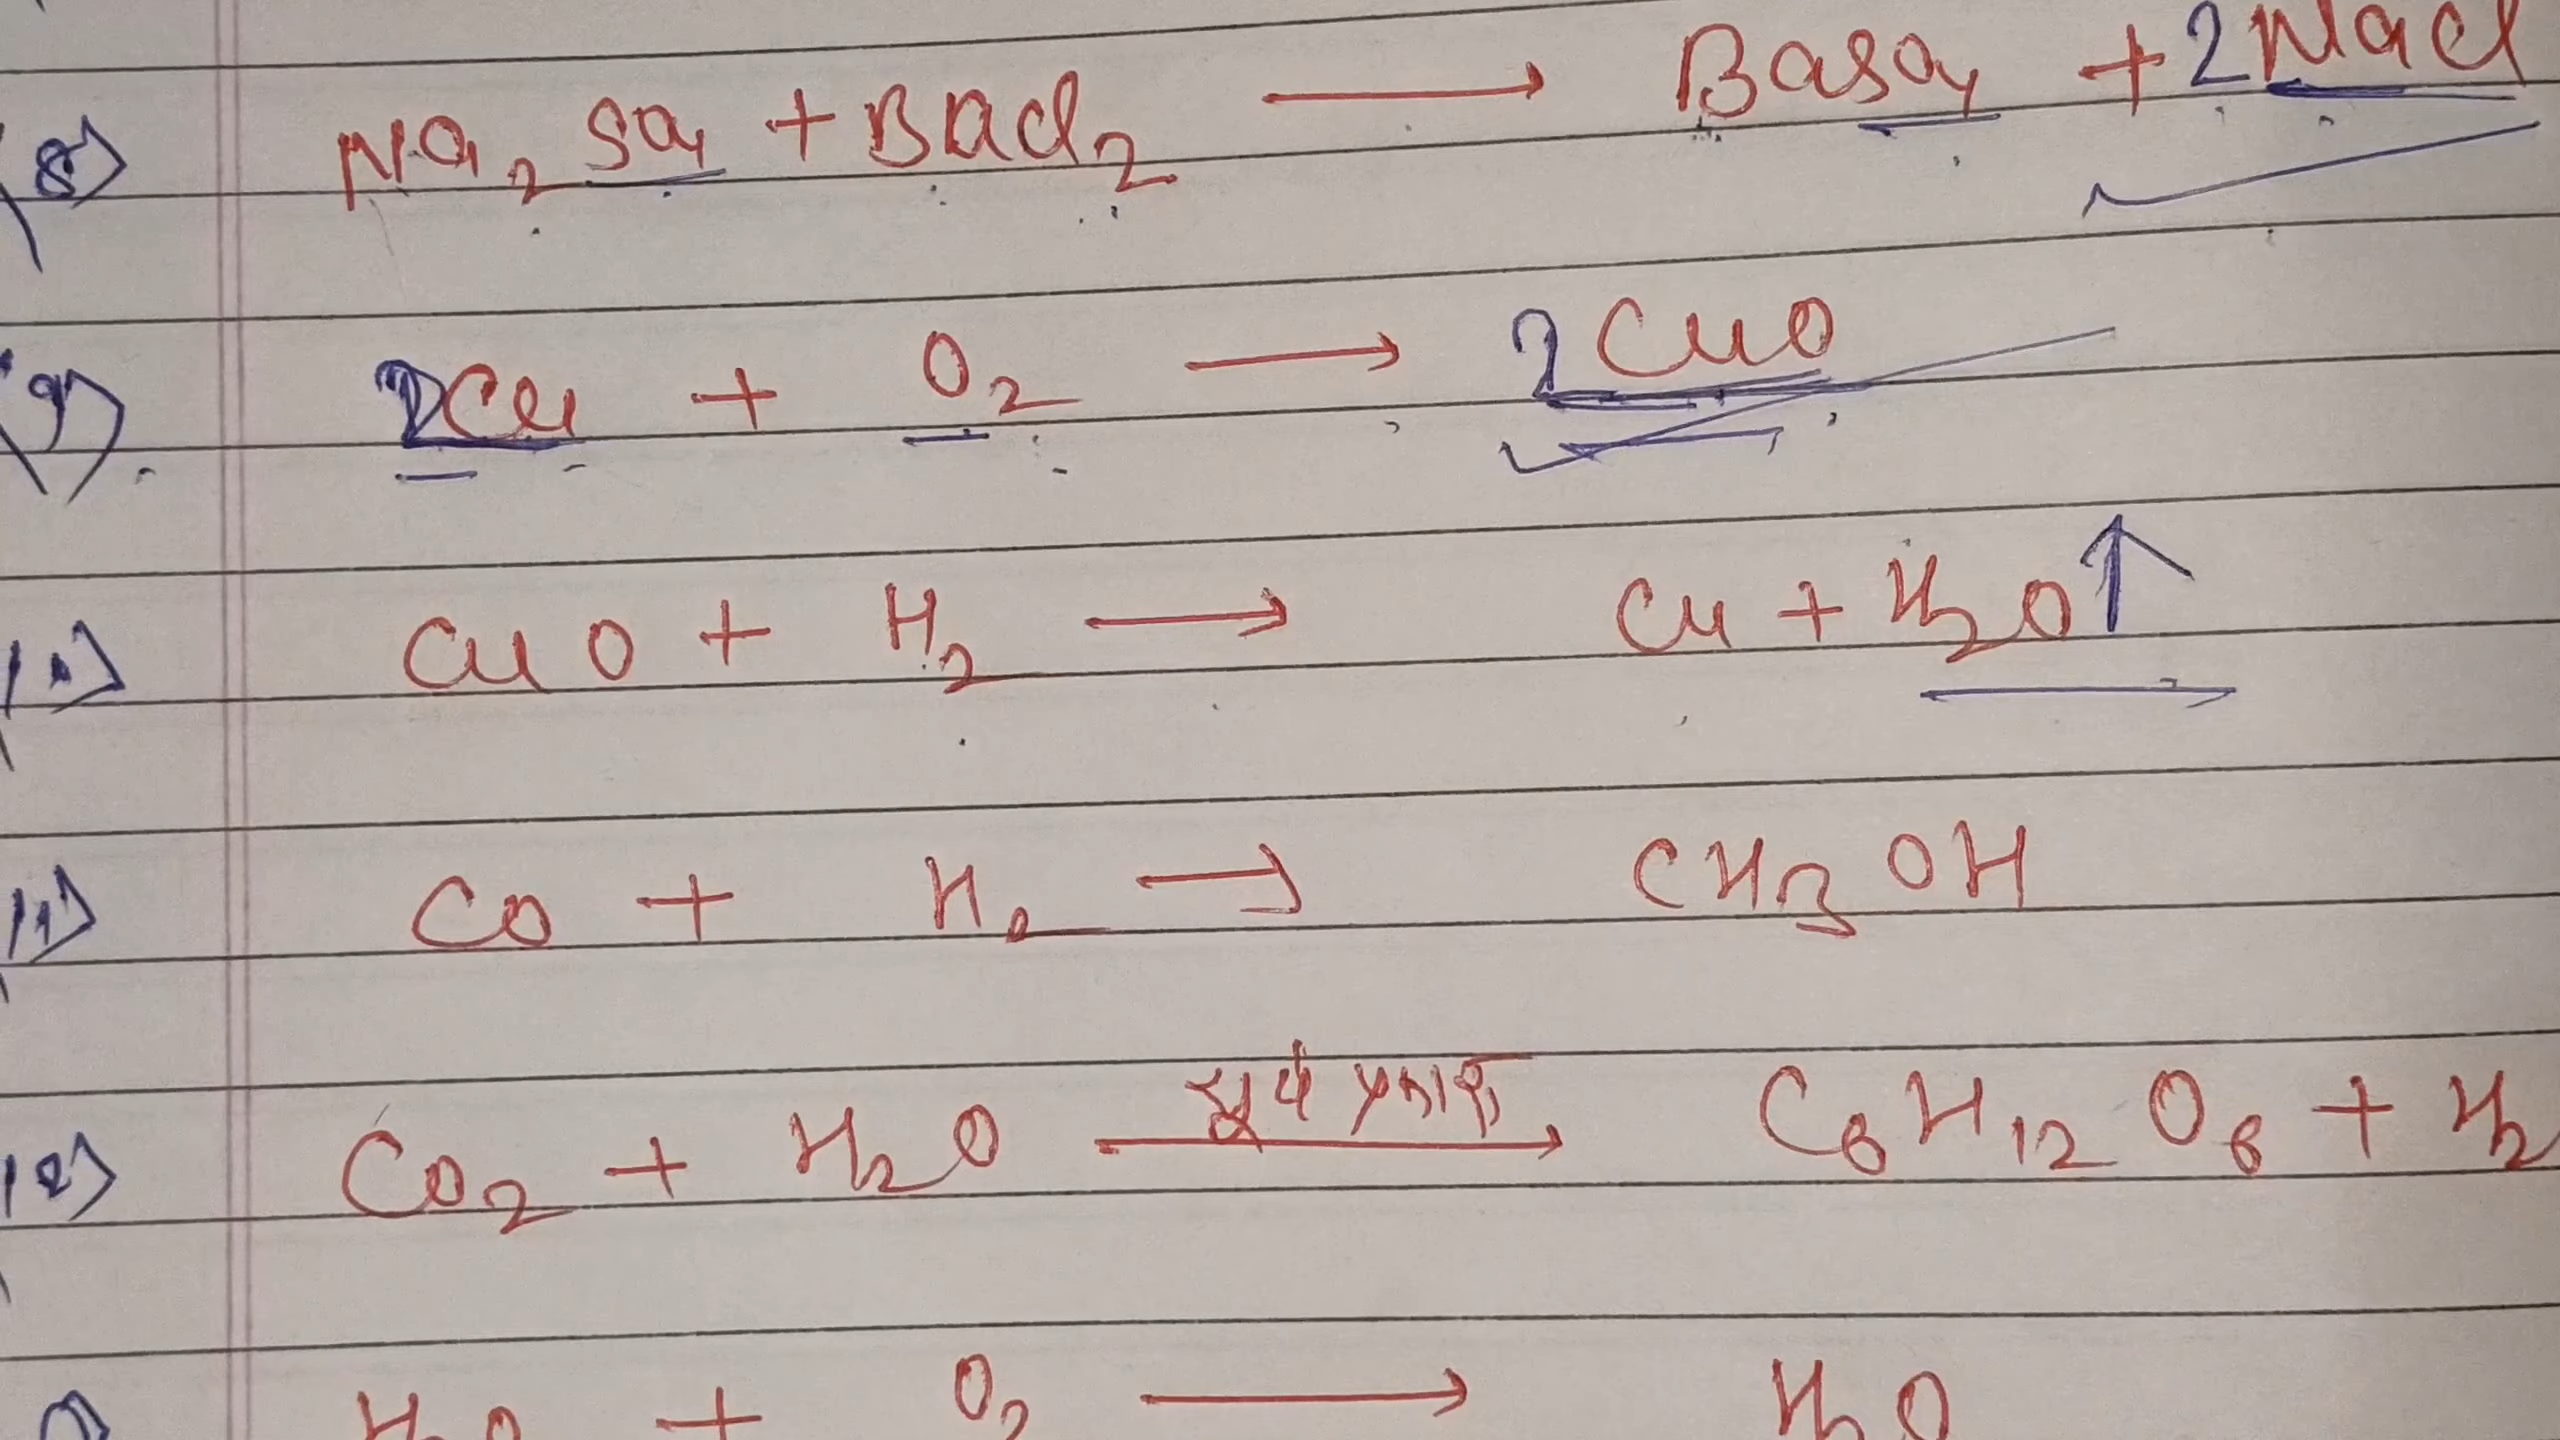 8) Na2SO4 + BaCl2 → BaSO4 + 2NaCl
9) 2Cu + O2 → 2CuO
10) CuO + H2 → Cu + H2O↑
11) CO + H2 → CH3OH
12) CO2 + H2O सूर्य प्रकाश → C6H12O6 + H2
+ O2 → H2O